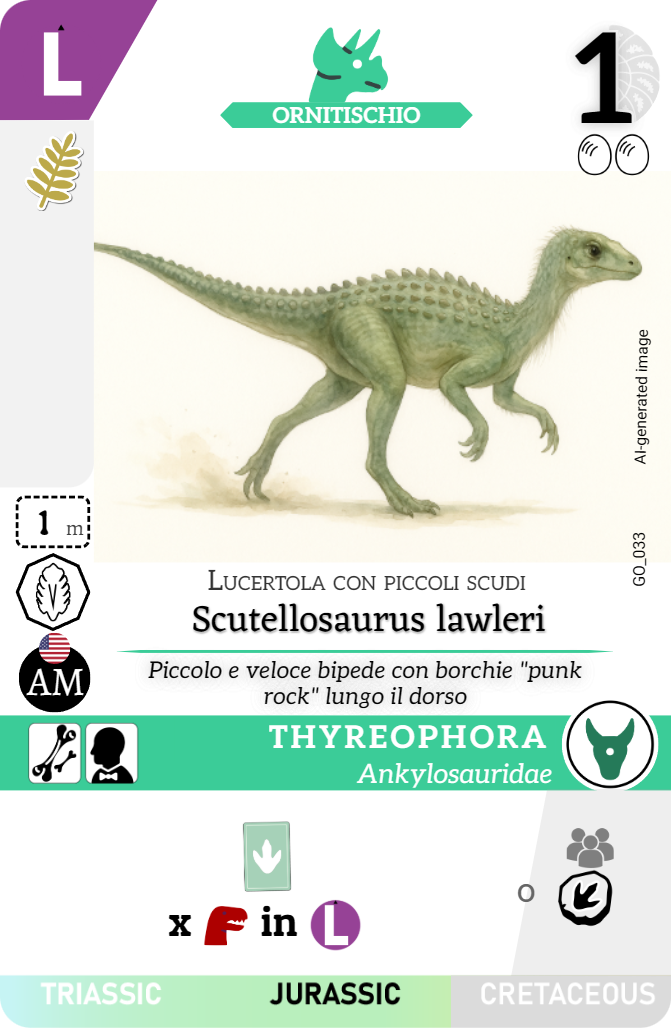 L
ORNITISCHIO
1
AI-generated image
1 m
GO_033
LUCERTOLA CON PICCOLI SCUDI
Scutellosaurus lawleri
AM
Piccolo e veloce bipede con borchie "punk
rock" lungo il dorso
THYREOPHORA
Ankylosauridae
O
x in L
TRIASSIC JURASSIC CRETACEOUS